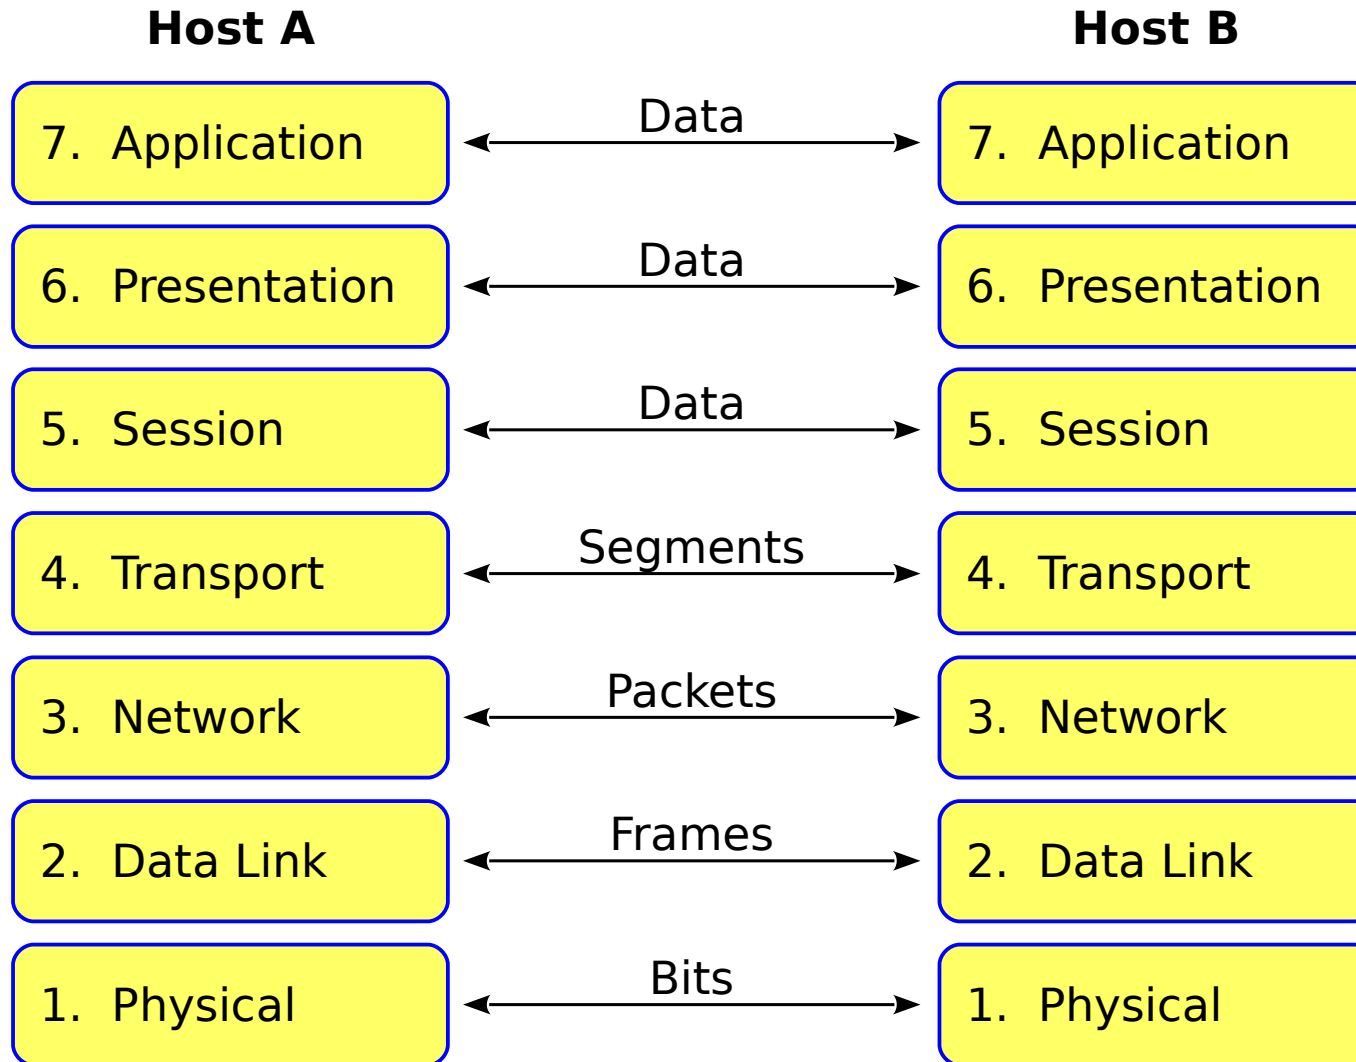 Host A Host B
7. Application Data 7. Application
6. Presentation Data 6. Presentation
5. Session Data 5. Session
4. Transport Segments 4. Transport
3. Network Packets 3. Network
2. Data Link Frames 2. Data Link
1. Physical Bits 1. Physical